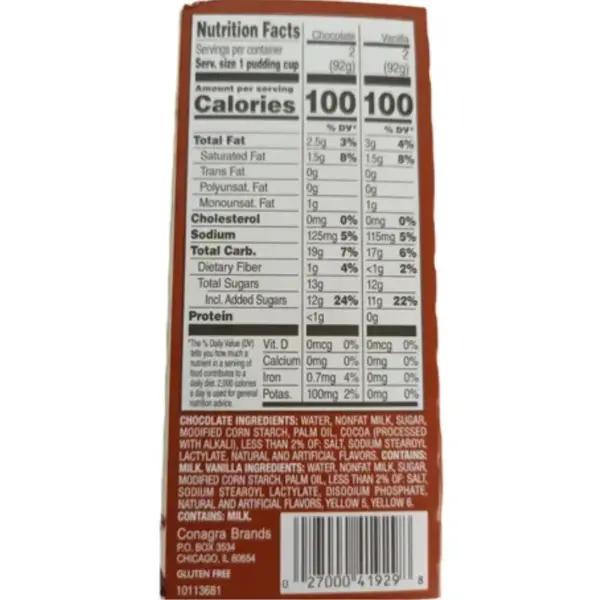 Nutrition Facts Chocolate Vanilla
Servings per container 2 2
Serv. size 1 pudding cup (92g) (92g)
Amount per serving
Calories 100 100
% DV* % DV*
Total Fat 2.5g 3% 3g 4%
Saturated Fat 1.5g 8% 1.5g 8%
Trans Fat 0g 0g
Polyunsat. Fat 0g 0g
Monounsat. Fat 1g 1g
Cholesterol 0mg 0% 0mg 0%
Sodium 125mg 5% 115mg 5%
Total Carb. 19g 7% 17g 6%
Dietary Fiber 1g 4% <1g 2%
Total Sugars 13g 12g
Incl. Added Sugars 12g 24% 11g 22%
Protein <1g 0g
*The % Daily Value (DV)
tells you how much a
nutrient in a serving of
food contributes to a
daily diet. 2,000 calories
a day is used for general
nutrition advice.
Vit. D 0mcg 0% 0mcg 0%
Calcium 0mg 0% 0mg 0%
Iron 0.7mg 4% 0mg 0%
Potas. 100mg 2% 0mg 0%
CHOCOLATE INGREDIENTS: WATER, NONFAT MILK, SUGAR,
MODIFIED CORN STARCH, PALM OIL, COCOA (PROCESSED
WITH ALKALI), LESS THAN 2% OF: SALT, SODIUM STEAROYL
LACTYLATE, NATURAL AND ARTIFICIAL FLAVORS. CONTAINS:
MILK. VANILLA INGREDIENTS: WATER, NONFAT MILK, SUGAR,
MODIFIED CORN STARCH, PALM OIL, LESS THAN 2% OF: SALT,
SODIUM STEAROYL LACTYLATE, DISODIUM PHOSPHATE,
NATURAL AND ARTIFICIAL FLAVORS, YELLOW 5, YELLOW 6.
CONTAINS: MILK.
Conagra Brands
P.O. BOX 3534
CHICAGO, IL 60654
GLUTEN FREE
10113681
0 27000 41929 8